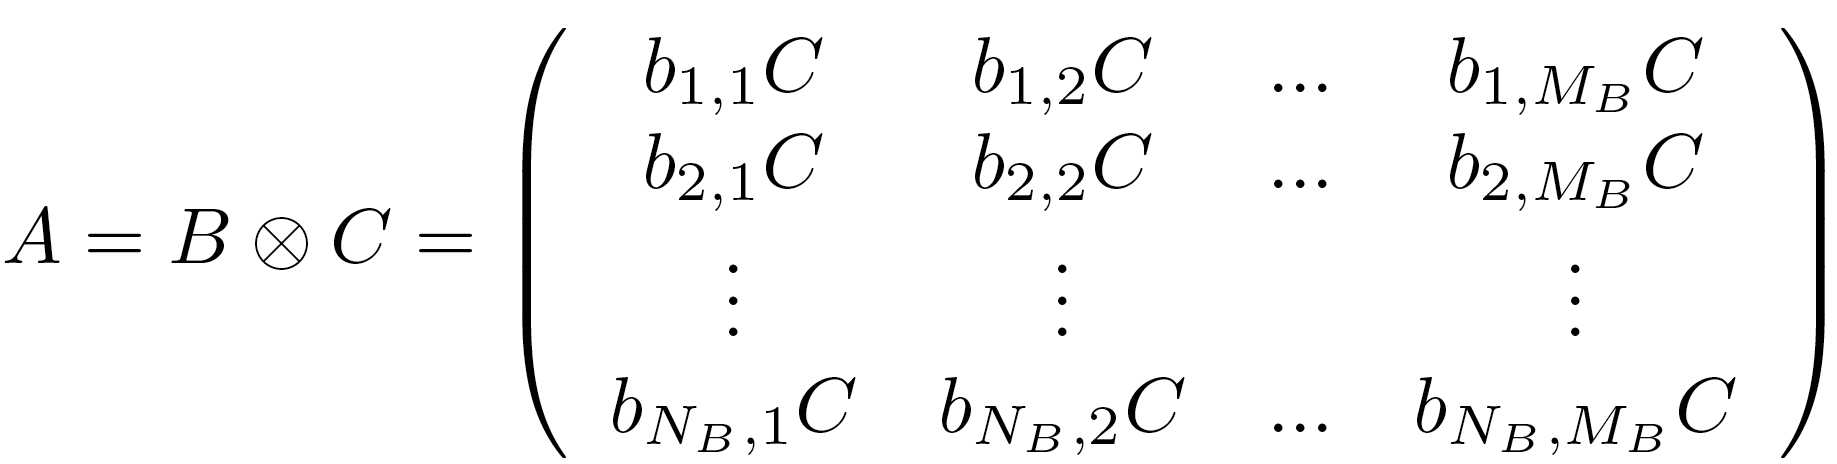 A = B ⊗ C = ( b_{1,1}C b_{1,2}C ... b_{1,M_B}C
b_{2,1}C b_{2,2}C ... b_{2,M_B}C
⋮ ⋮ ⋮
b_{N_B,1}C b_{N_B,2}C ... b_{N_B,M_B}C )